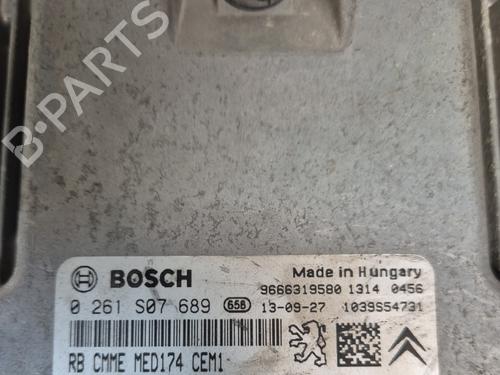 B-PARTS
BOSCH
Made in Hungary
9666319580 1314 0456
0 261 S07 689 658 13-09-27 1039S54731
RB CMME MED174 CEM1